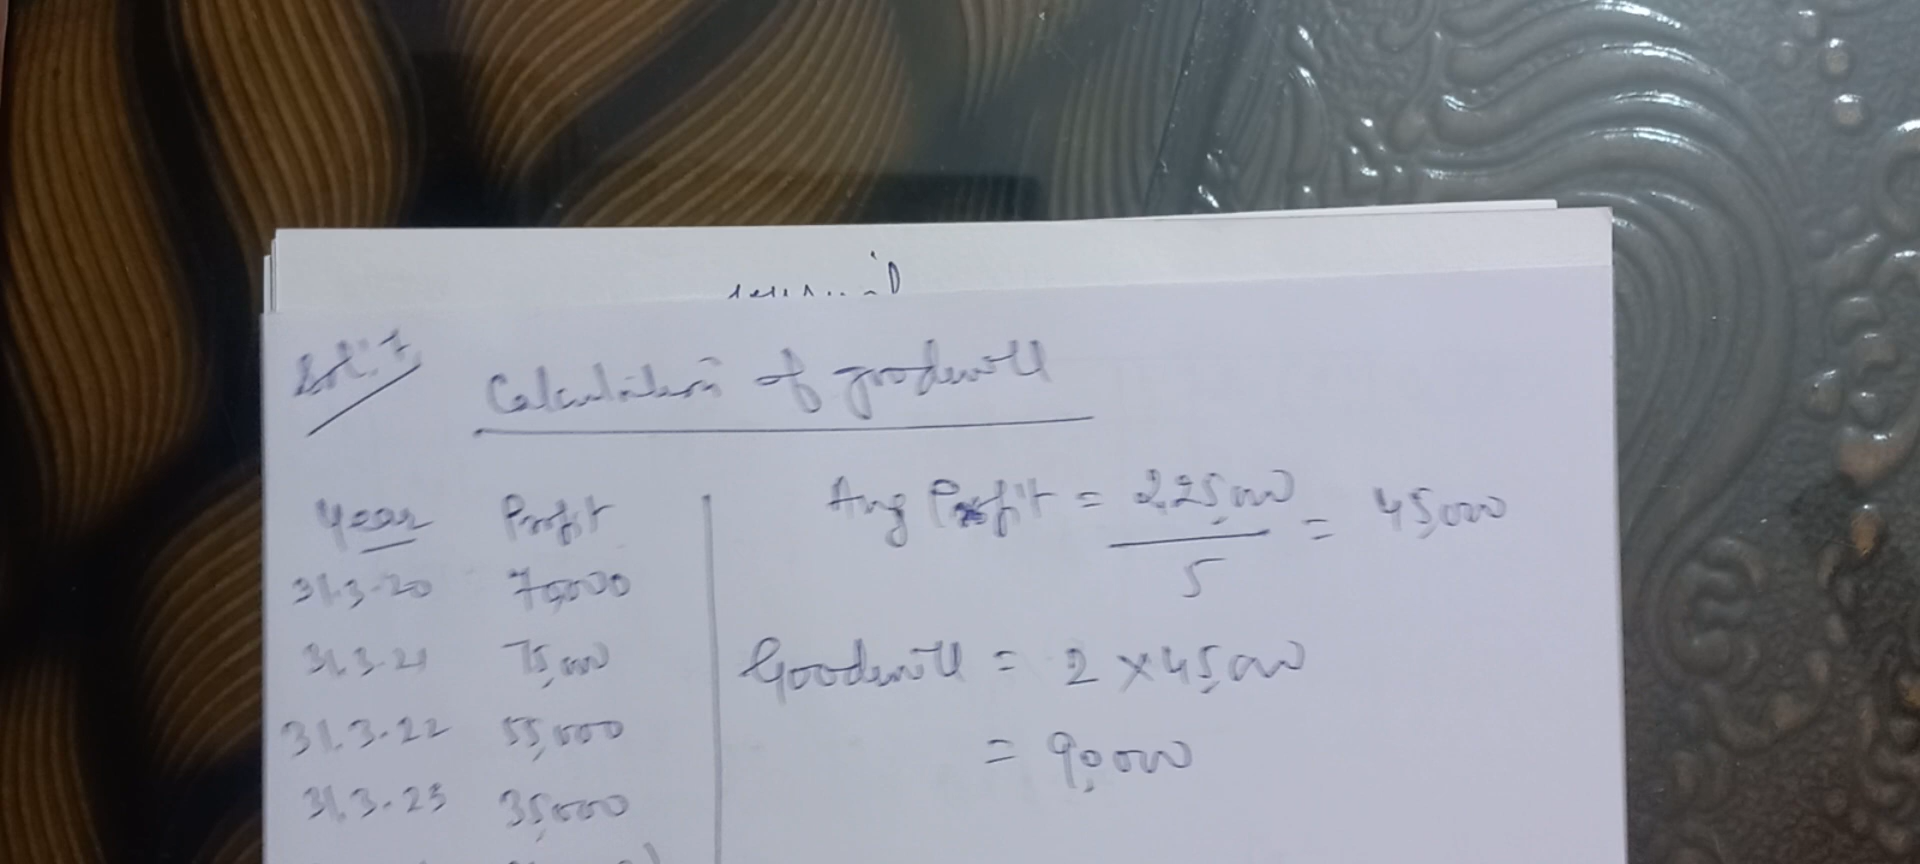 Sol: 1
Calculation of goodwill
Year Profit
31.3.20 70,000
31.3.21 75,000
31.3.22 55,000
31.3.23 35,000
Avg Profit = 2,25,000 / 5 = 45,000
Goodwill = 2 × 45,000
= 90,000